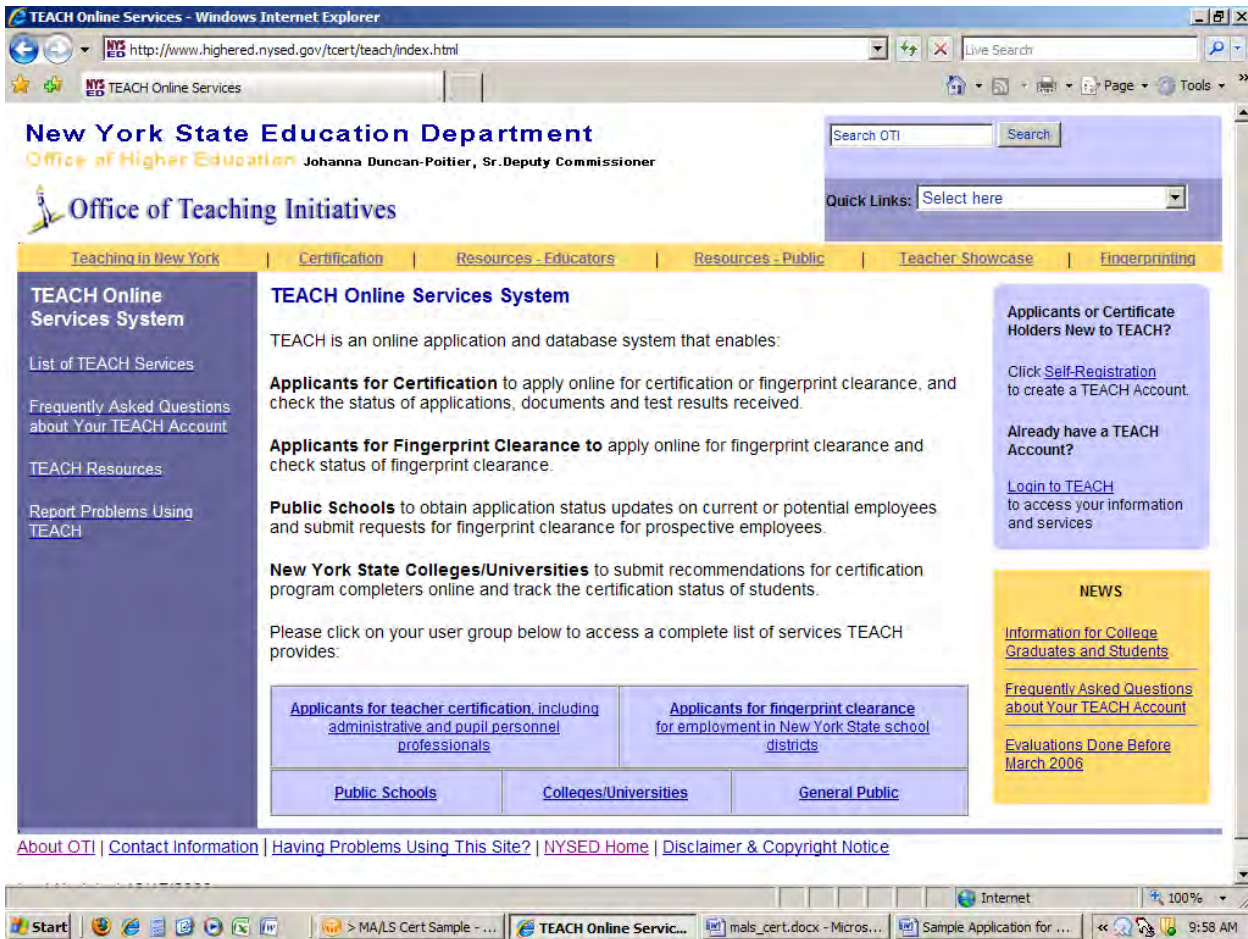 TEACH Online Services - Windows Internet Explorer
NYS ED http://www.highered.nysed.gov/tcert/teach/index.html
Live Search
NYS ED TEACH Online Services
Page
Tools
New York State Education Department
Office of Higher Education Johanna Duncan-Poitier, Sr.Deputy Commissioner
Office of Teaching Initiatives
Search OTI
Search
Quick Links: Select here
Teaching in New York | Certification | Resources - Educators | Resources - Public | Teacher Showcase | Fingerprinting
TEACH Online
Services System
List of TEACH Services
Frequently Asked Questions
about Your TEACH Account
TEACH Resources
Report Problems Using
TEACH
TEACH Online Services System
TEACH is an online application and database system that enables:
Applicants for Certification to apply online for certification or fingerprint clearance, and
check the status of applications, documents and test results received.
Applicants for Fingerprint Clearance to apply online for fingerprint clearance and
check status of fingerprint clearance.
Public Schools to obtain application status updates on current or potential employees
and submit requests for fingerprint clearance for prospective employees.
New York State Colleges/Universities to submit recommendations for certification
program completers online and track the certification status of students.
Please click on your user group below to access a complete list of services TEACH
provides:
Applicants for teacher certification, including
administrative and pupil personnel
professionals
Applicants for fingerprint clearance
for employment in New York State school
districts
Public Schools
Colleges/Universities
General Public
Applicants or Certificate
Holders New to TEACH?
Click Self-Registration
to create a TEACH Account.
Already have a TEACH
Account?
Login to TEACH
to access your information
and services
NEWS
Information for College
Graduates and Students
Frequently Asked Questions
about Your TEACH Account
Evaluations Done Before
March 2006
About OTI | Contact Information | Having Problems Using This Site? | NYSED Home | Disclaimer & Copyright Notice
Internet
100%
Start
> MA/LS Cert Sample - ...
TEACH Online Servic...
mals_cert.docx - Micros...
Sample Application for ...
9:58 AM